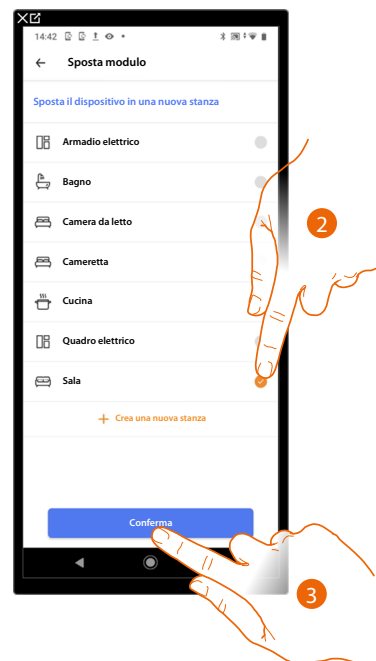 14:42
Sposta modulo
Sposta il dispositivo in una nuova stanza
Armadio elettrico
Bagno
Camera da letto
2
Cameretta
Cucina
Quadro elettrico
Sala
+ Crea una nuova stanza
Conferma
3